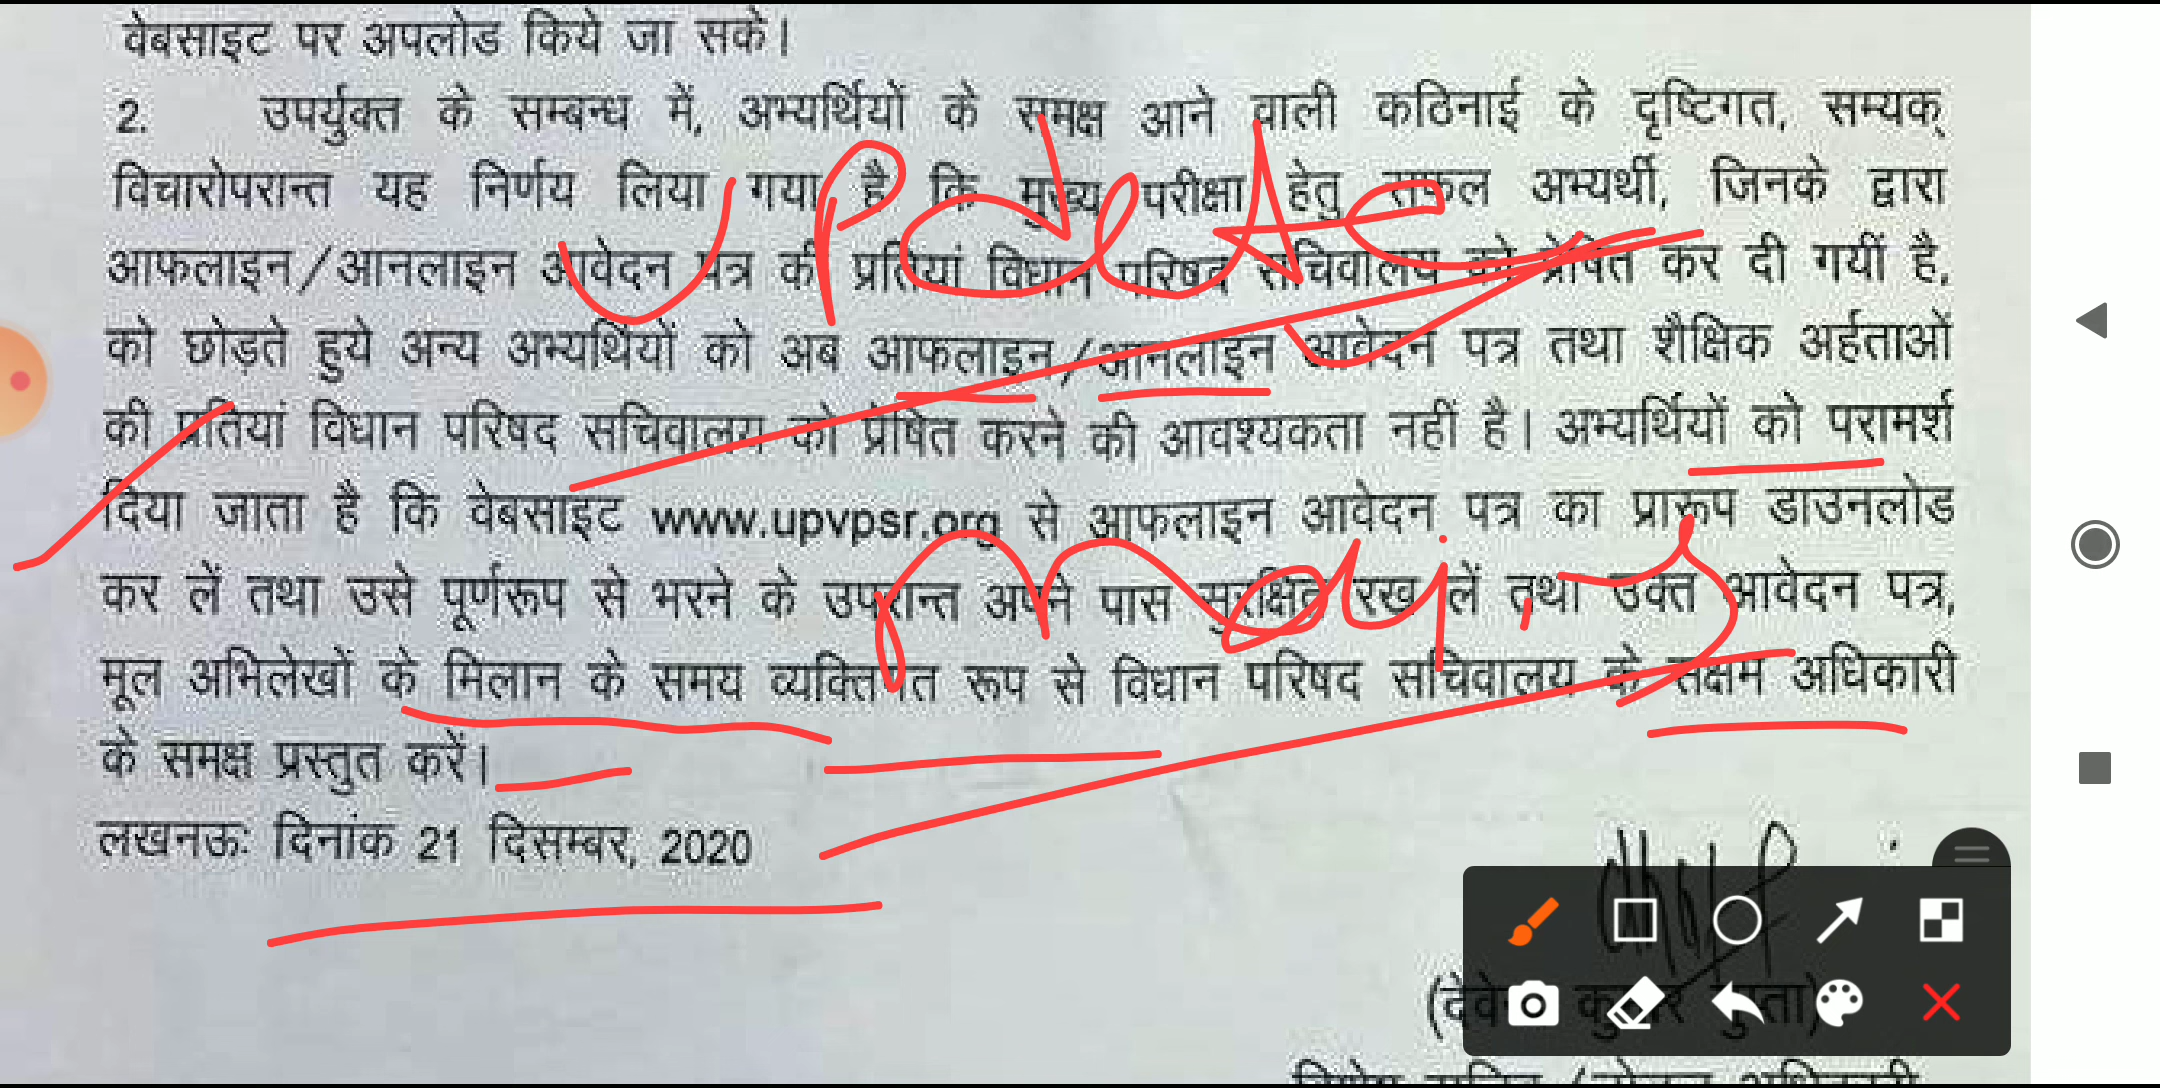 वेबसाइट पर अपलोड किये जा सके।
2. उपर्युक्त के सम्बन्ध में, अभ्यर्थियों के समक्ष आने वाली कठिनाई के दृष्टिगत, सम्यक्
विचारोपरान्त यह निर्णय लिया गया है कि मुख्य परीक्षा हेतु सफल अभ्यर्थी, जिनके द्वारा
आफलाइन/आनलाइन आवेदन पत्र की प्रतियां विधान परिषद सचिवालय को प्रेषित कर दी गयीं है,
को छोड़ते हुये अन्य अभ्यर्थियों को अब आफलाइन/आनलाइन आवेदन पत्र तथा शैक्षिक अर्हताओं
की प्रतियां विधान परिषद सचिवालय को प्रेषित करने की आवश्यकता नहीं है। अभ्यर्थियों को परामर्श
दिया जाता है कि वेबसाइट www.upvpsr.org से आफलाइन आवेदन पत्र का प्रारूप डाउनलोड
कर लें तथा उसे पूर्णरूप से भरने के उपरान्त अपने पास सुरक्षित रख लें तथा उक्त आवेदन पत्र,
मूल अभिलेखों के मिलान के समय व्यक्तिगत रूप से विधान परिषद सचिवालय के सक्षम अधिकारी
के समक्ष प्रस्तुत करें।
लखनऊः दिनांक 21 दिसम्बर, 2020
Update